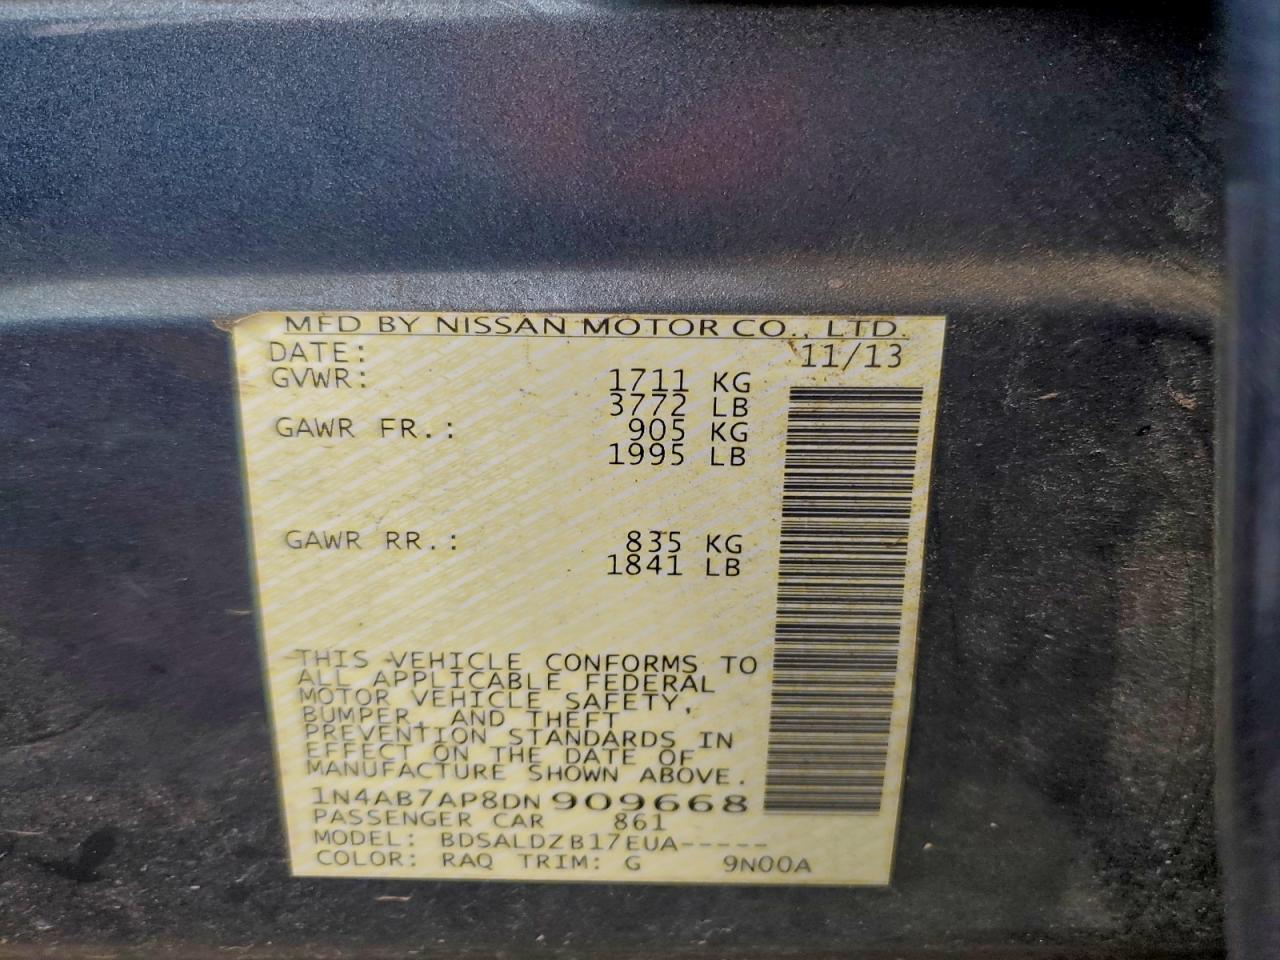 MFD BY NISSAN MOTOR CO., LTD.
DATE: 11/13
GVWR: 1711 KG
3772 LB
GAWR FR.: 905 KG
1995 LB
GAWR RR.: 835 KG
1841 LB
THIS VEHICLE CONFORMS TO
ALL APPLICABLE FEDERAL
MOTOR VEHICLE SAFETY,
BUMPER, AND THEFT
PREVENTION STANDARDS IN
EFFECT ON THE DATE OF
MANUFACTURE SHOWN ABOVE.
1N4AB7AP8DN 909668
PASSENGER CAR 861
MODEL: BDSALDZB17EUA-----
COLOR: RAQ TRIM: G 9N00A